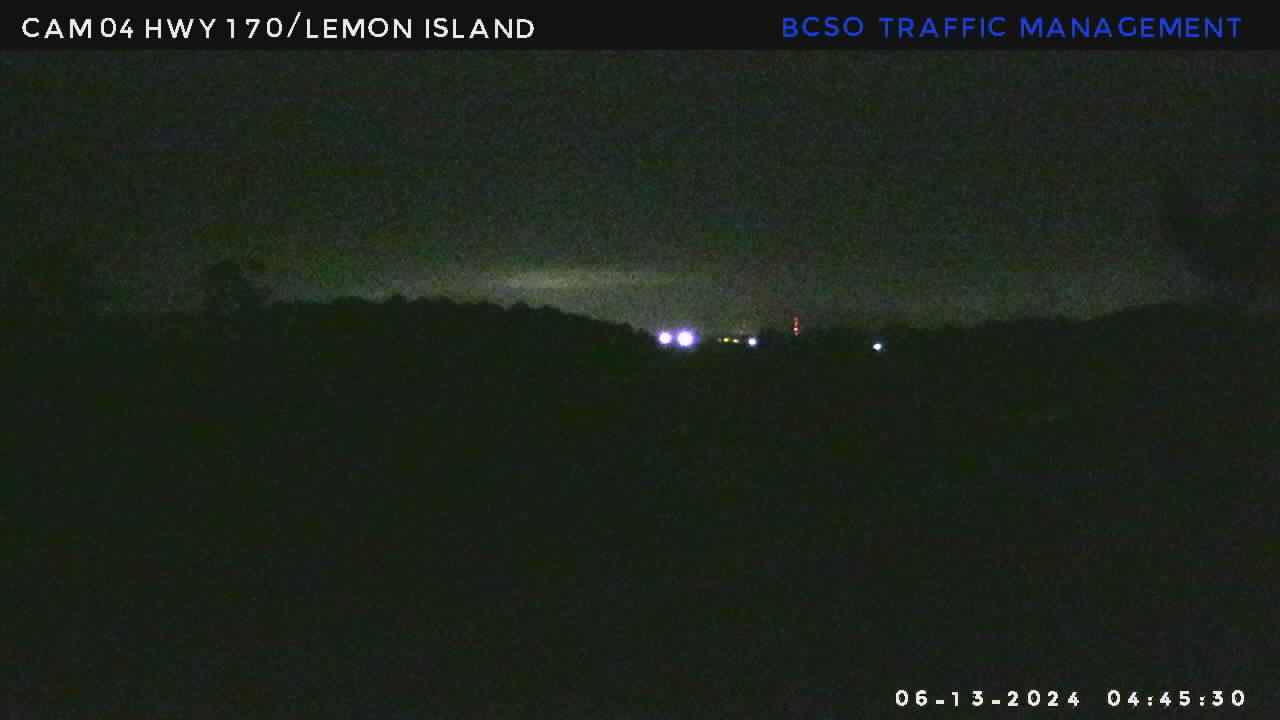 CAM04 HWY 170/LEMON ISLAND
BCSO TRAFFIC MANAGEMENT
06-13-2024 04:45:30